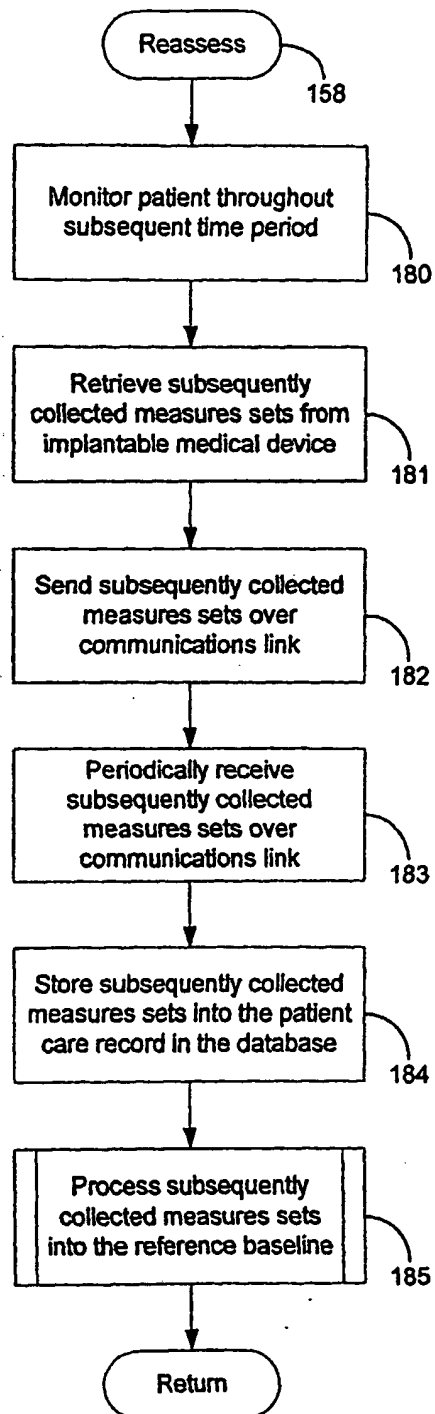 Reassess
158
Monitor patient throughout
subsequent time period
180
Retrieve subsequently
collected measures sets from
implantable medical device
181
Send subsequently collected
measures sets over
communications link
182
Periodically receive
subsequently collected
measures sets over
communications link
183
Store subsequently collected
measures sets into the patient
care record in the database
184
Process subsequently
collected measures sets
into the reference baseline
185
Return